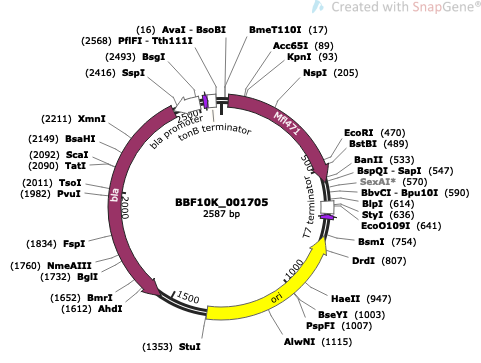 Created with SnapGene®
(16) AvaI - BsoBI
BmeT110I (17)
(2568) PflFI - Tth111I
Acc65I (89)
(2493) BsgI
KpnI (93)
(2416) SspI
NspI (205)
bla promoter
tonB terminator
2500
Mfl471
(2211) XmnI
EcoRI (470)
(2149) BsaHI
BstBI (489)
(2092) ScaI
BanII (533)
(2090) TatI
BspQI - SapI (547)
500
SexAI* (570)
(2011) TsoI
BbvCI - Bpu10I (590)
(1982) PvuI
BlpI (614)
bla
2000
BBF10K_001705
2587 bp
T7 terminator
StyI (636)
EcoO109I (641)
(1834) FspI
BsmI (754)
(1760) NmeAIII
DrdI (807)
(1732) BglI
1000
(1652) BmrI
1500
ori
HaeII (947)
(1612) AhdI
BseYI (1003)
PspFI (1007)
(1353) StuI
AlwNI (1115)